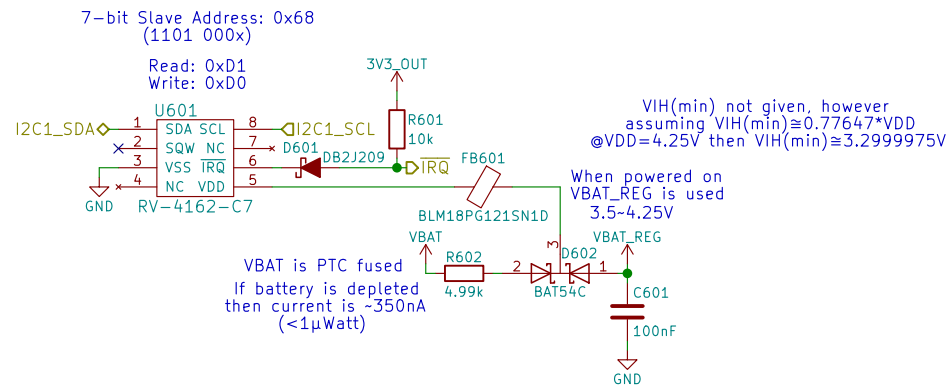 7-bit Slave Address: 0x68
(1101 000x)
Read: 0xD1
Write: 0xD0
3V3_OUT
U601
I2C1_SDA
1
SDA SCL
8
I2C1_SCL
R601
10k
VIH(min) not given, however
assuming VIH(min)≅0.77647*VDD
@VDD=4.25V then VIH(min)≅3.2999975V
2
SQW NC
7
D601
DB2J209
3
VSS IRQ
6
IRQ
FB601
4
NC VDD
5
GND
RV-4162-C7
BLM18PG121SN1D
When powered on
VBAT_REG is used
3.5~4.25V
VBAT
3
D602
VBAT_REG
R602
4.99k
2
1
BAT54C
VBAT is PTC fused
If battery is depleted
then current is ~350nA
(<1µWatt)
C601
100nF
GND